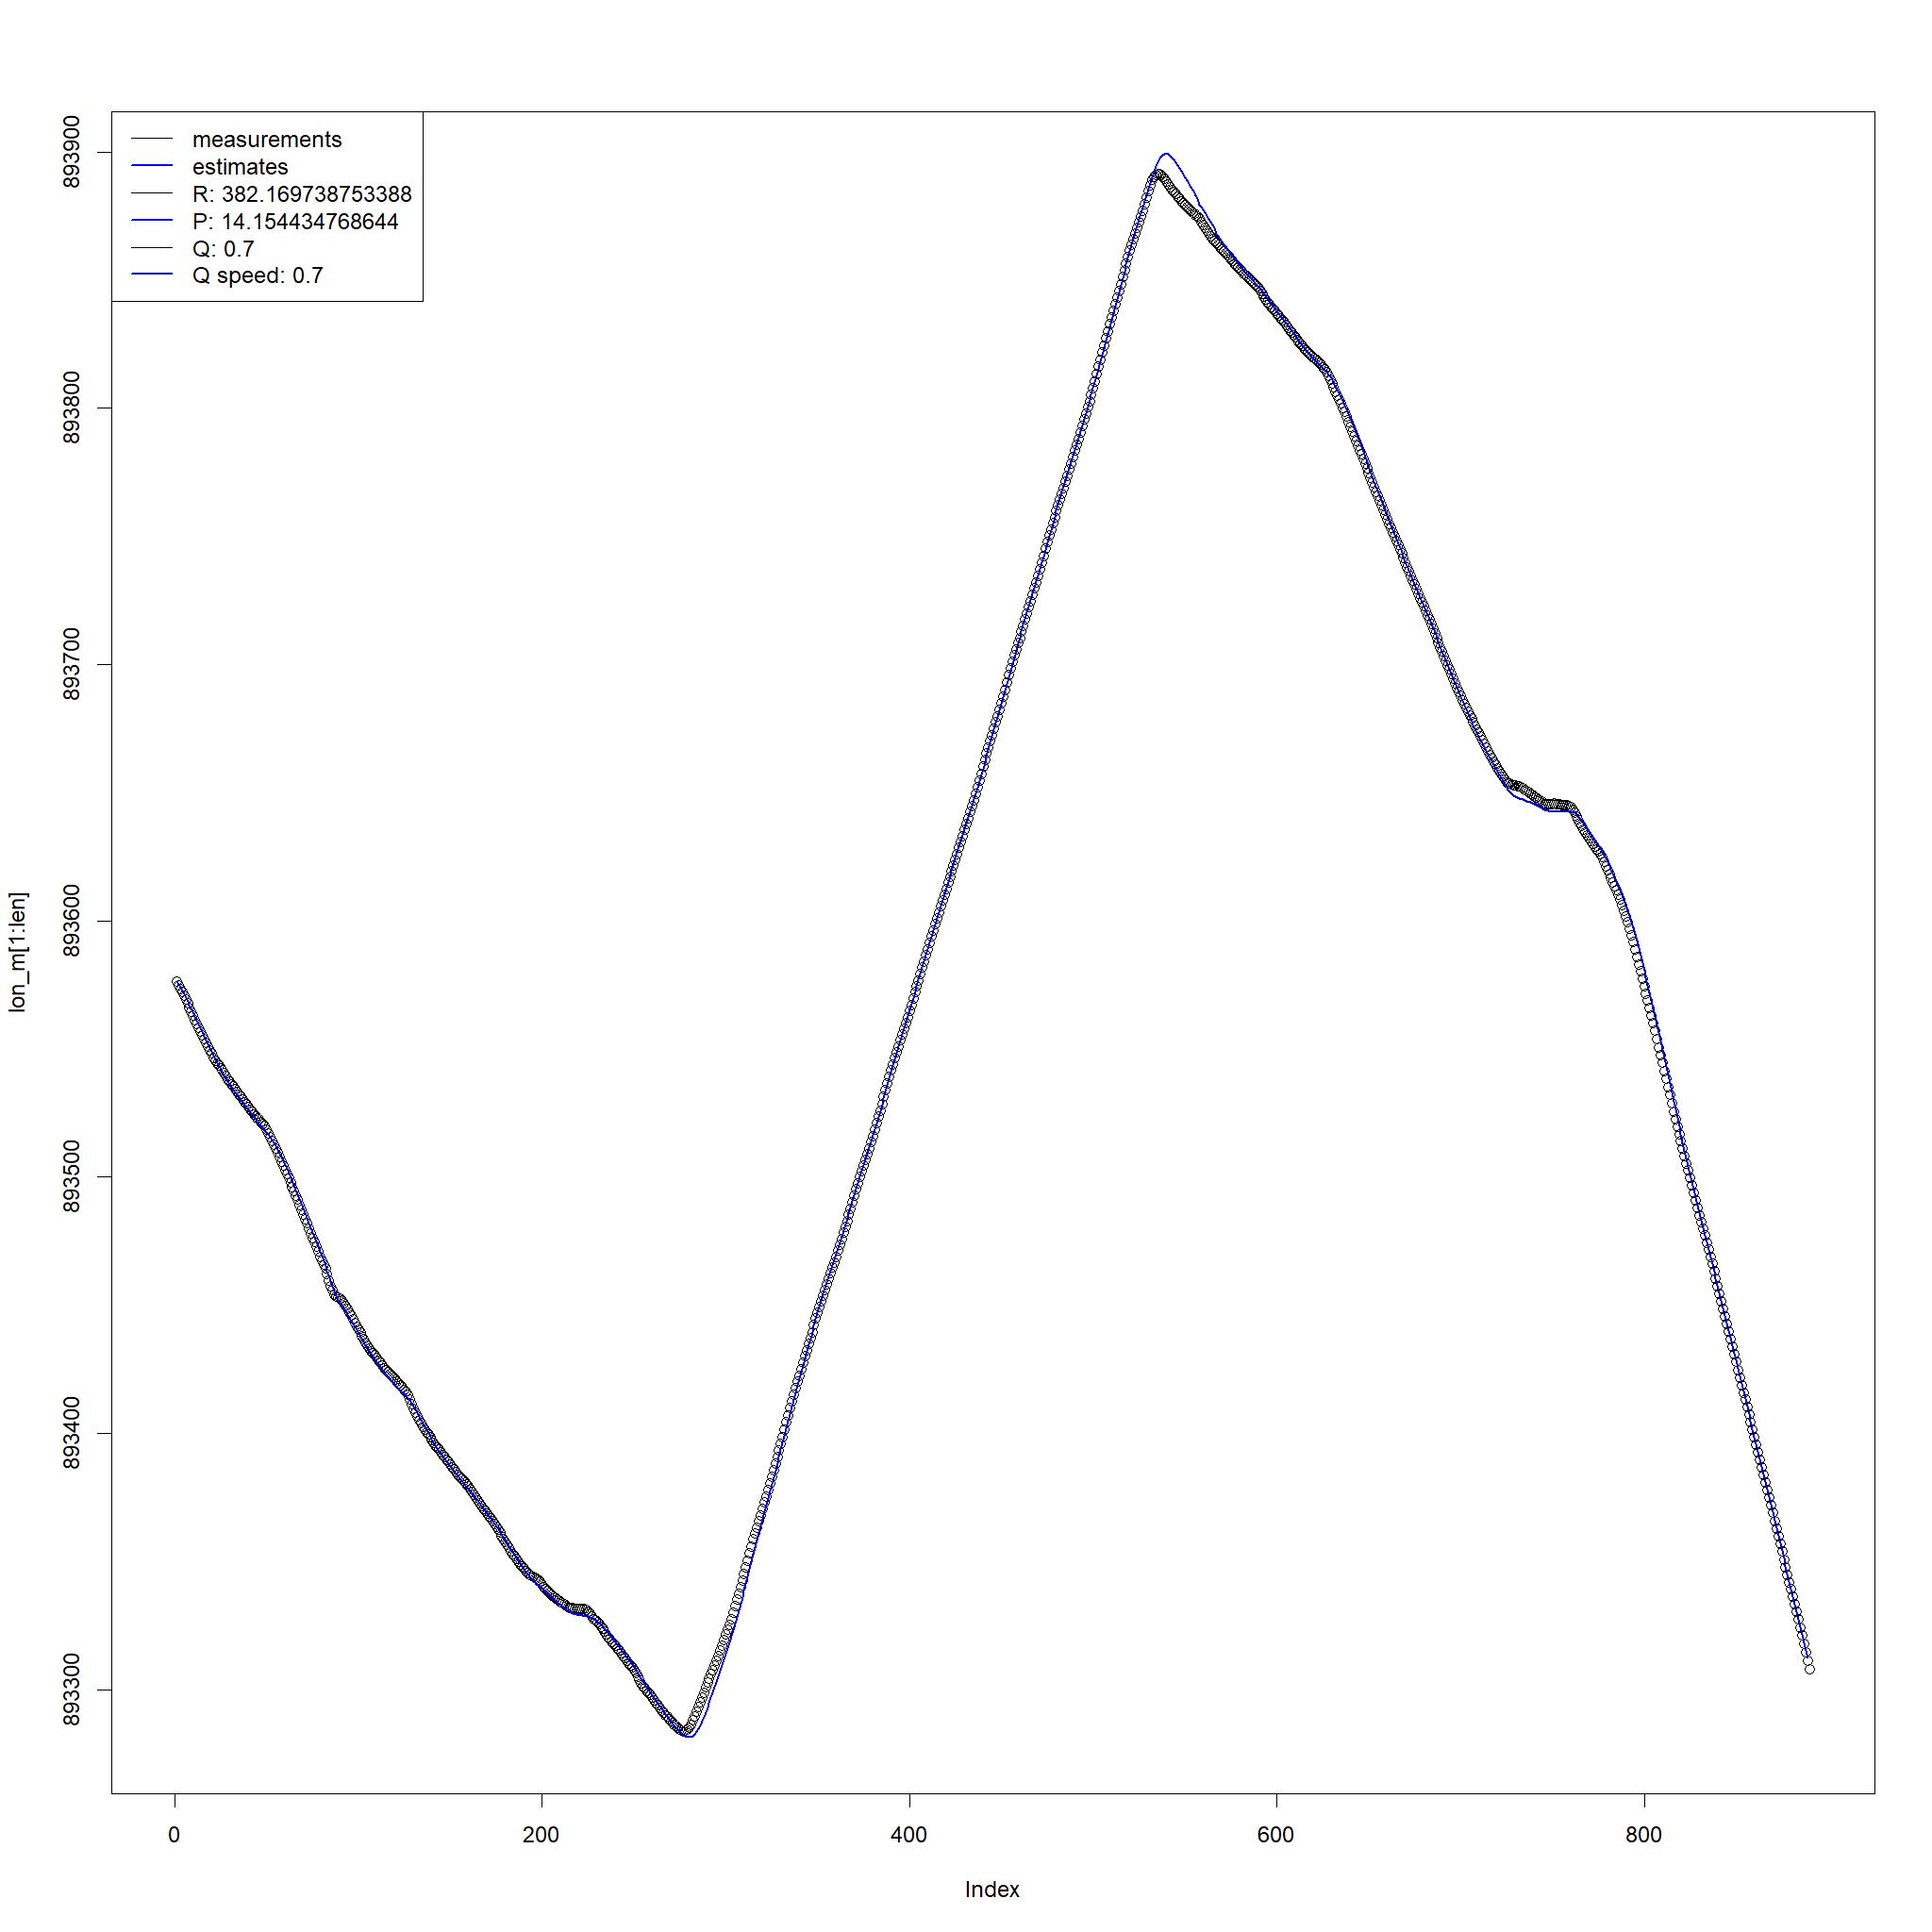 measurements
estimates
R: 382.169738753388
P: 14.154434768644
Q: 0.7
Q speed: 0.7
893900
893800
893700
893600
893500
893400
893300
lon_m[1:len]
0 200 400 600 800
Index